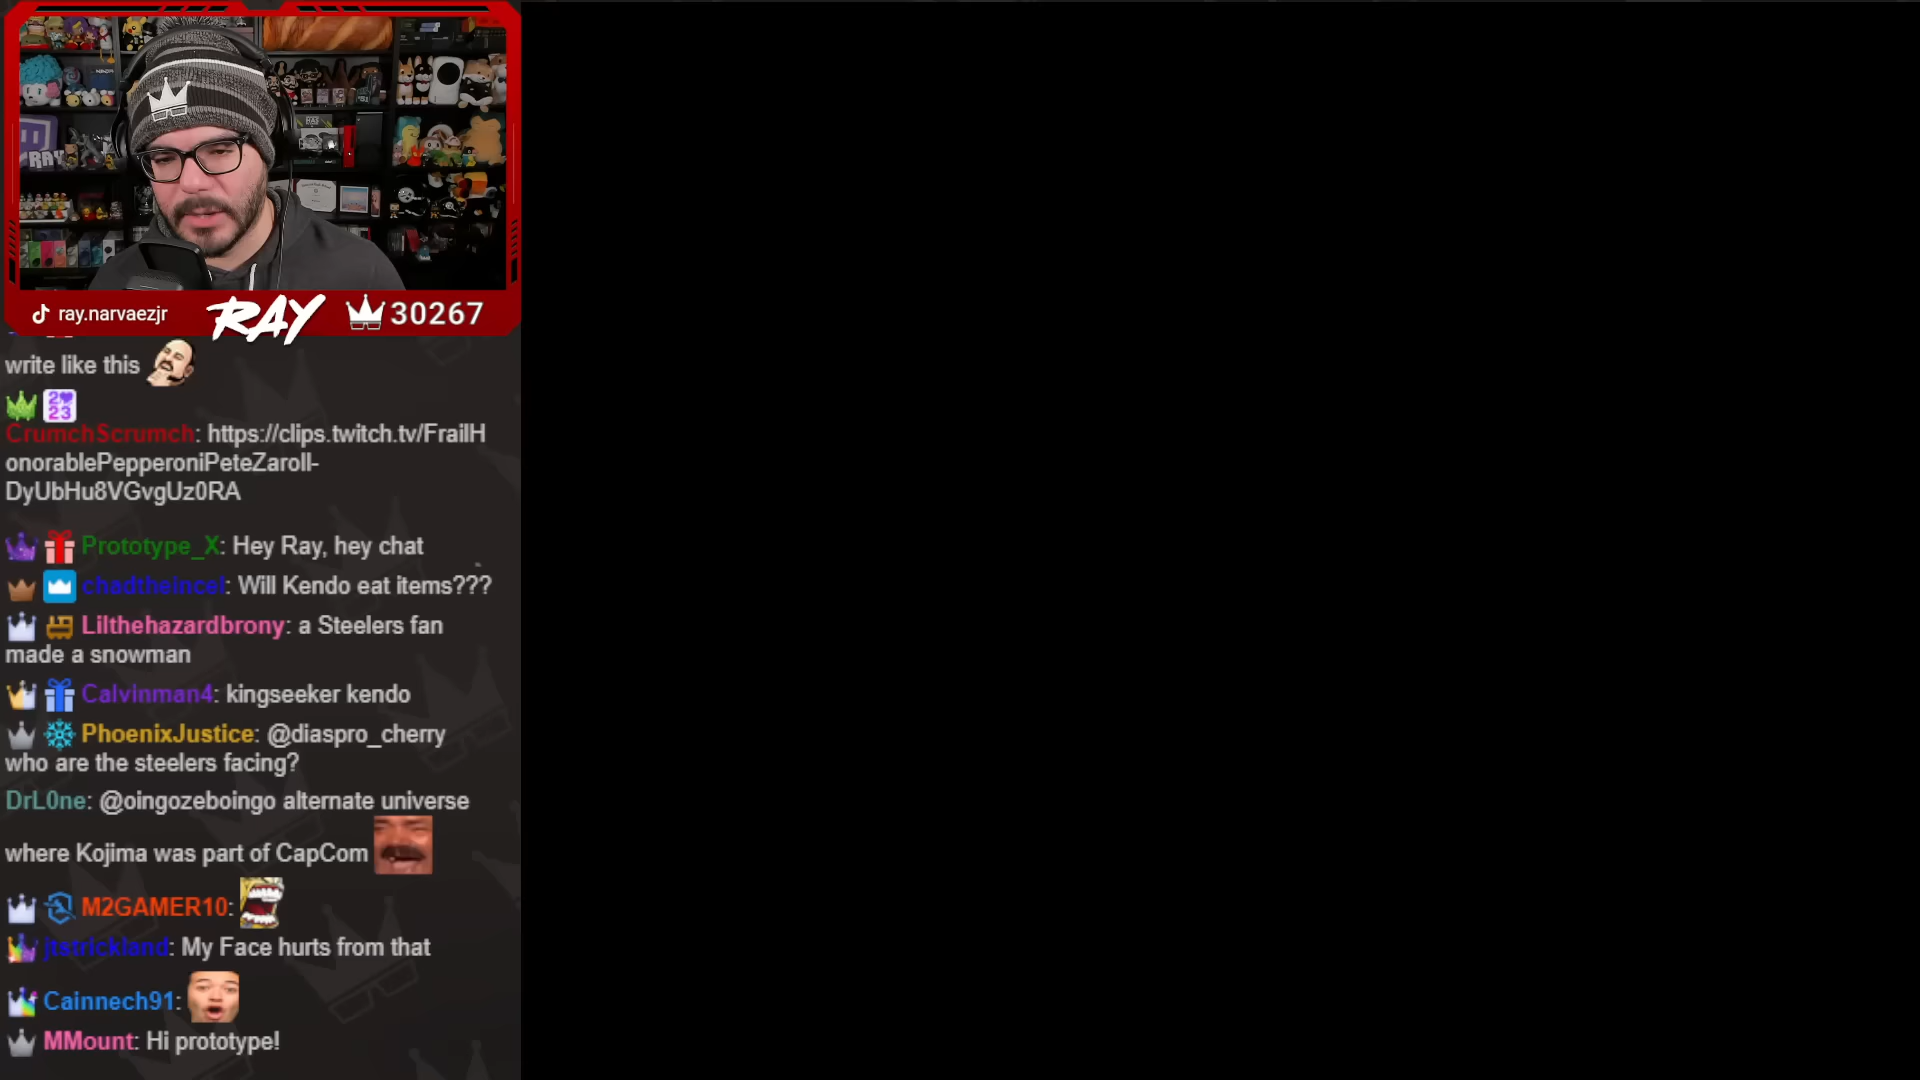 ray.narvaezjr RAY 30267
write like this
CrumchScrumch: https://clips.twitch.tv/FrailH
onorablePepperoniPeteZaroll-
DyUbHu8VGvgUz0RA
Prototype_X: Hey Ray, hey chat
chadtheincel: Will Kendo eat items???
Lilthehazardbrony: a Steelers fan
made a snowman
Calvinman4: kingseeker kendo
PhoenixJustice: @diaspro_cherry
who are the steelers facing?
DrL0ne: @oingozeboingo alternate universe
where Kojima was part of CapCom
M2GAMER10:
jtstrickland: My Face hurts from that
Cainnech91:
MMount: Hi prototype!